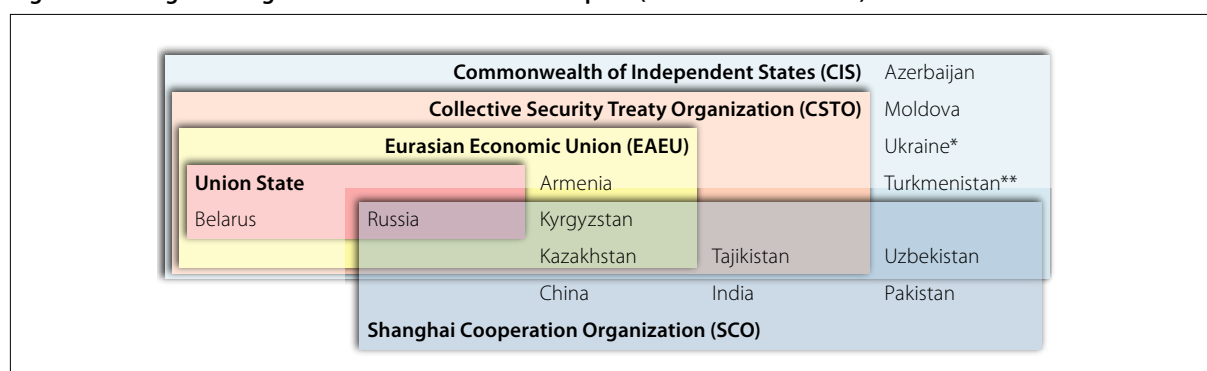 Commonwealth of Independent States (CIS) Azerbaijan
Collective Security Treaty Organization (CSTO) Moldova
Eurasian Economic Union (EAEU) Ukraine*
Union State Armenia Turkmenistan**
Belarus Russia Kyrgyzstan
Kazakhstan Tajikistan Uzbekistan
China India Pakistan
Shanghai Cooperation Organization (SCO)